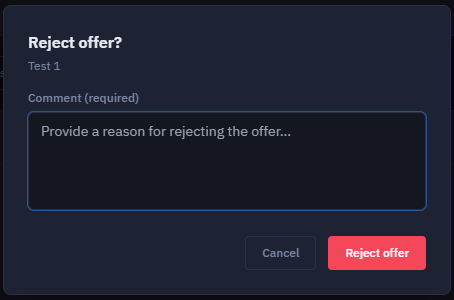 Reject offer?
Test 1
Comment (required)
Provide a reason for rejecting the offer...
Cancel
Reject offer